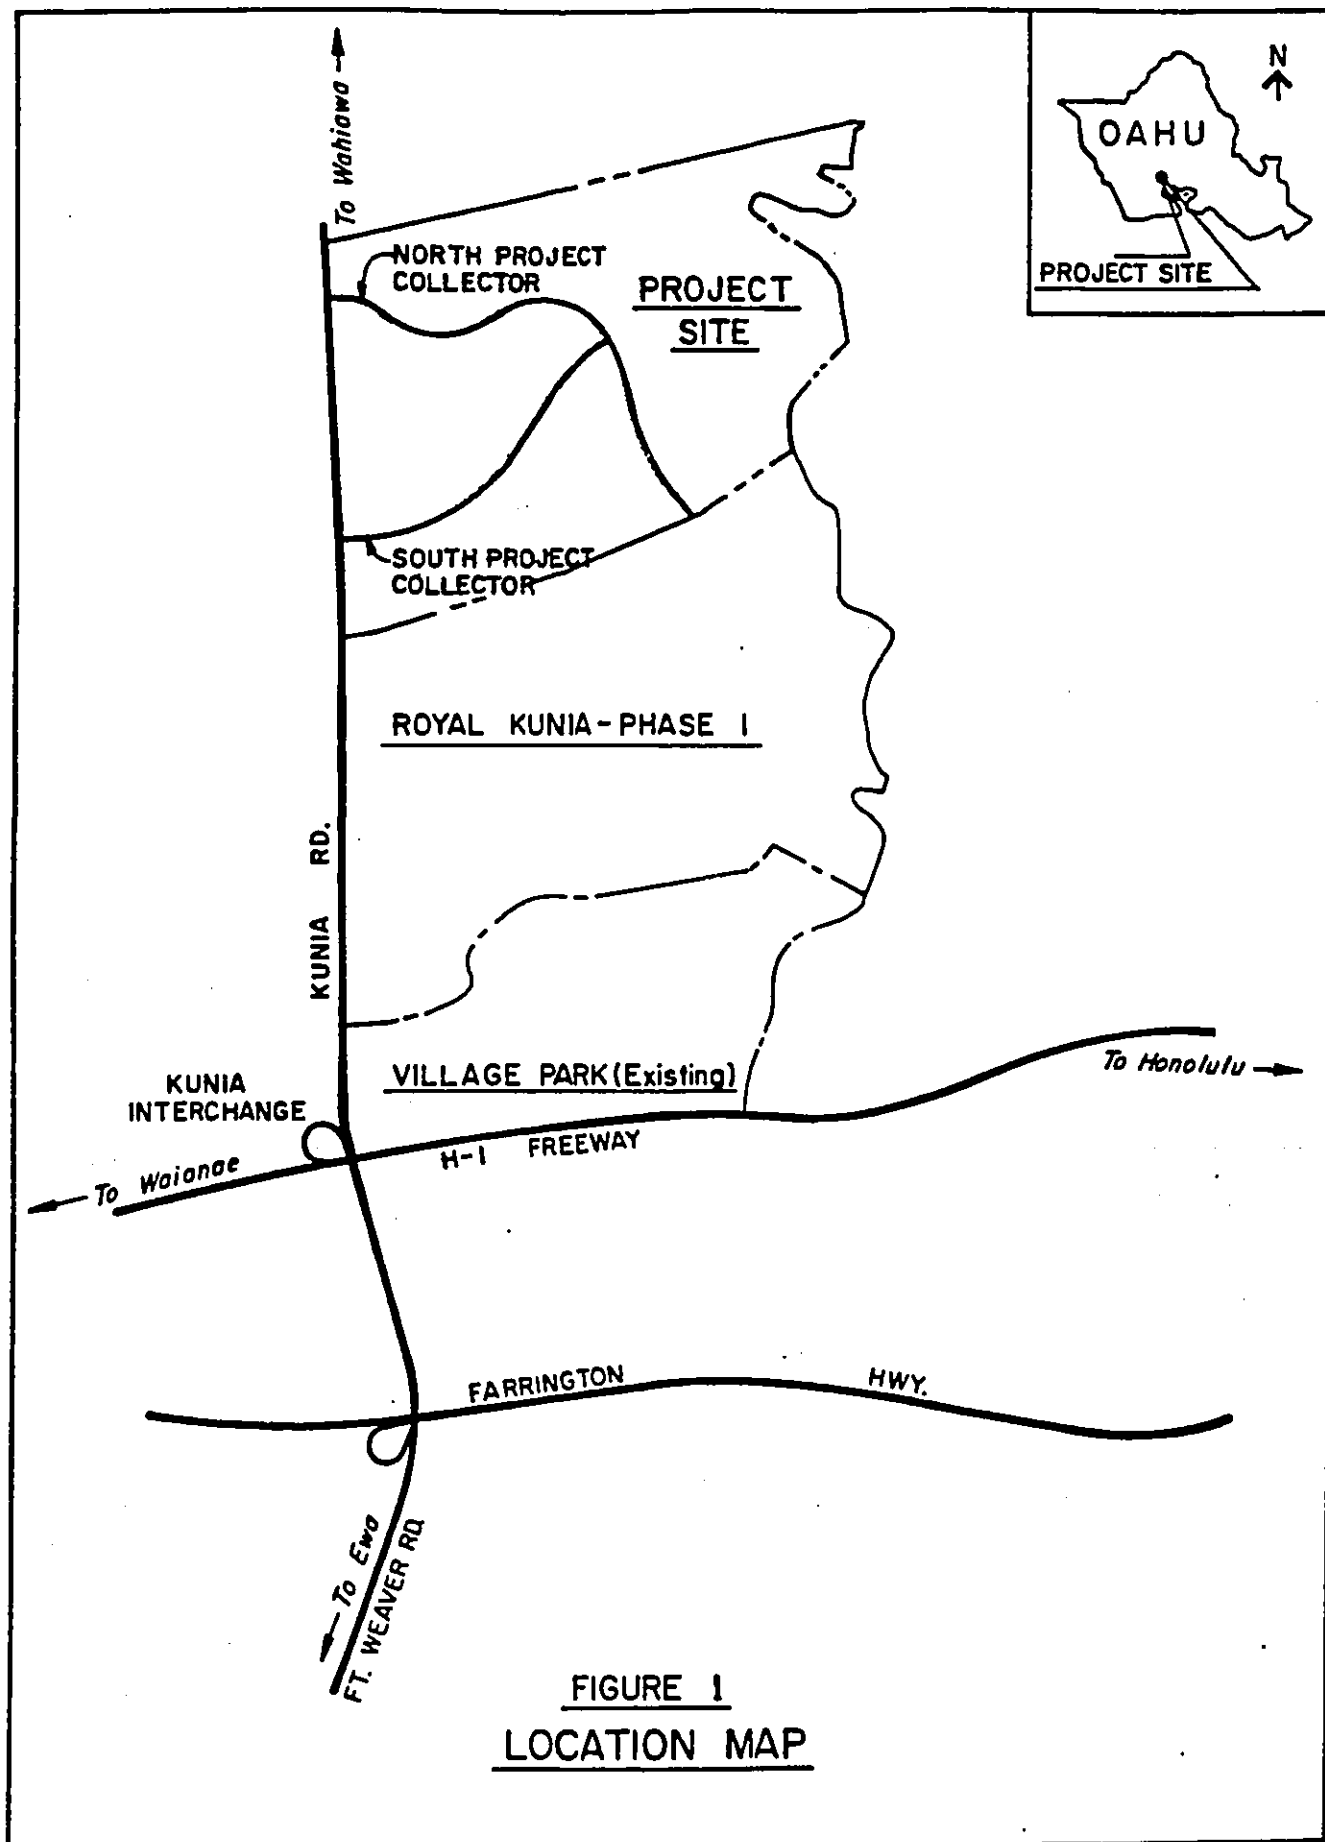 To Wahiawa
N
OAHU
PROJECT SITE
NORTH PROJECT
COLLECTOR
PROJECT
SITE
SOUTH PROJECT
COLLECTOR
ROYAL KUNIA-PHASE 1
KUNIA RD.
VILLAGE PARK (Existing)
To Honolulu
KUNIA
INTERCHANGE
H-1 FREEWAY
To Waianae
FARRINGTON HWY.
To Ewa
FT. WEAVER RD.
FIGURE 1
LOCATION MAP